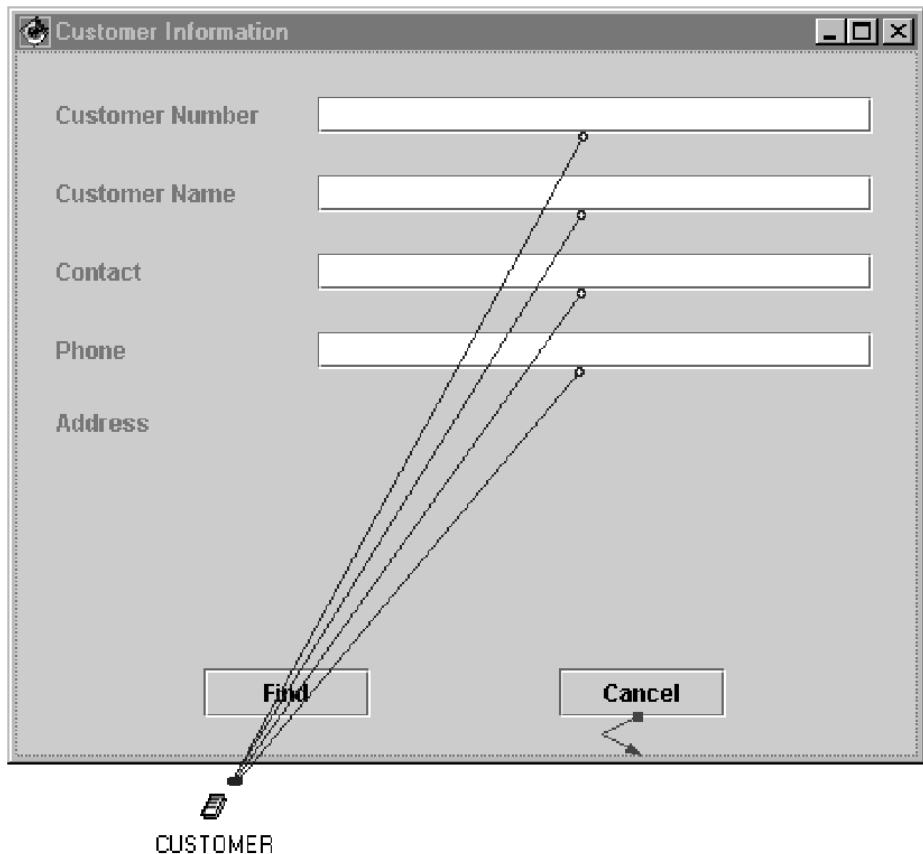 Customer Information
Customer Number
Customer Name
Contact
Phone
Address
Find Cancel
CUSTOMER